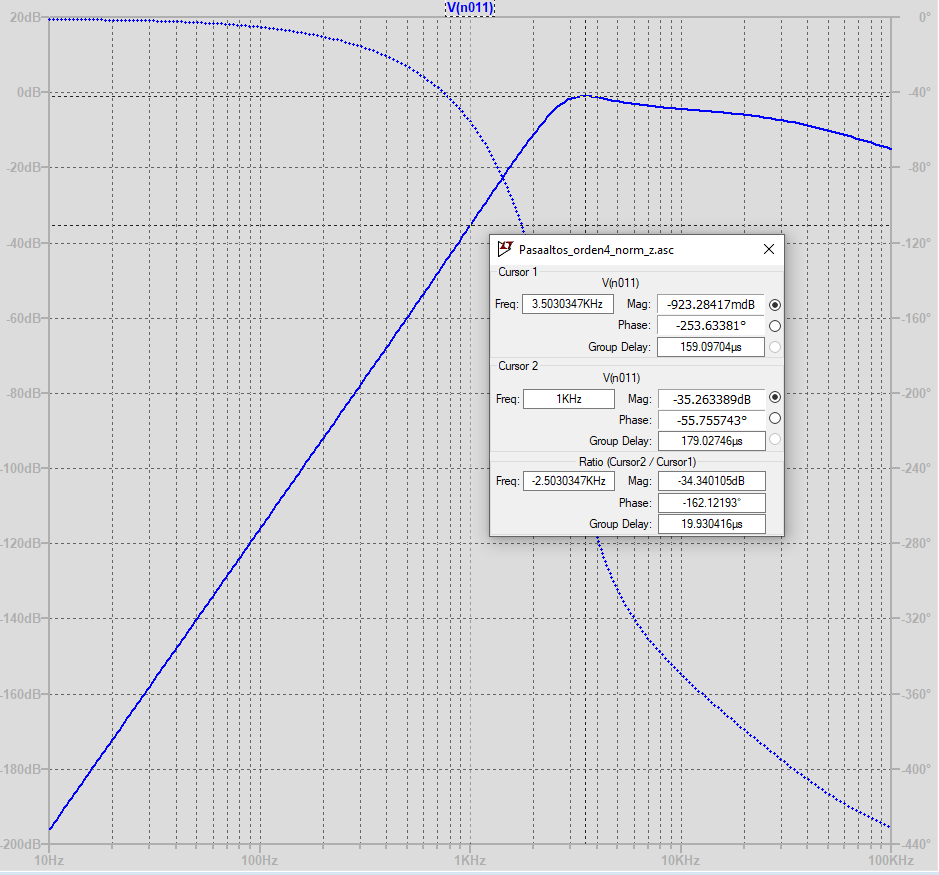 V(n011)
20dB 0°
0dB -40°
-20dB -80°
-40dB -120°
Pasaaltos_orden4_norm_z.asc
Cursor 1
V(n011)
Freq: 3.5030347KHz Mag: -923.28417mdB
Phase: -253.63381°
Group Delay: 159.09704µs
Cursor 2
V(n011)
Freq: 1KHz Mag: -35.263389dB
Phase: -55.755743°
Group Delay: 179.02746µs
Ratio (Cursor2 / Cursor1)
Freq: -2.5030347KHz Mag: -34.340105dB
Phase: -162.12193°
Group Delay: 19.930416µs
-60dB -160°
-80dB -200°
-100dB -240°
-120dB -280°
-140dB -320°
-160dB -360°
-180dB -400°
-200dB -440°
10Hz 100Hz 1KHz 10KHz 100KHz